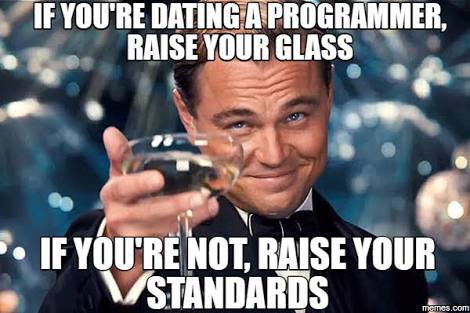 IF YOU'RE DATING A PROGRAMMER,
RAISE YOUR GLASS
IF YOU'RE NOT, RAISE YOUR
STANDARDS
memes.com